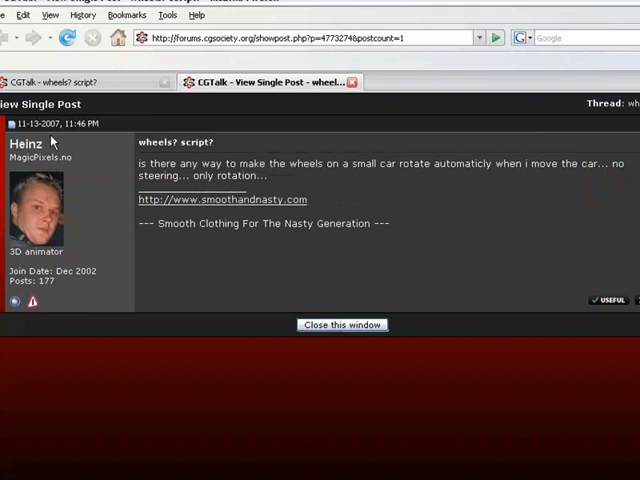 Edit View History Bookmarks Tools Help
http://forums.cgsociety.org/showpost.php?p=4773274&postcount=1
Google
CGTalk - wheels? script?
CGTalk - View Single Post - wheel...
iew Single Post
Thread: wh
11-13-2007, 11:46 PM
Heinz
MagicPixels.no
3D animator
Join Date: Dec 2002
Posts: 177
wheels? script?
is there any way to make the wheels on a small car rotate automaticly when i move the car... no
steering... only rotation...
http://www.smoothandnasty.com
--- Smooth Clothing For The Nasty Generation ---
USEFUL
Close this window